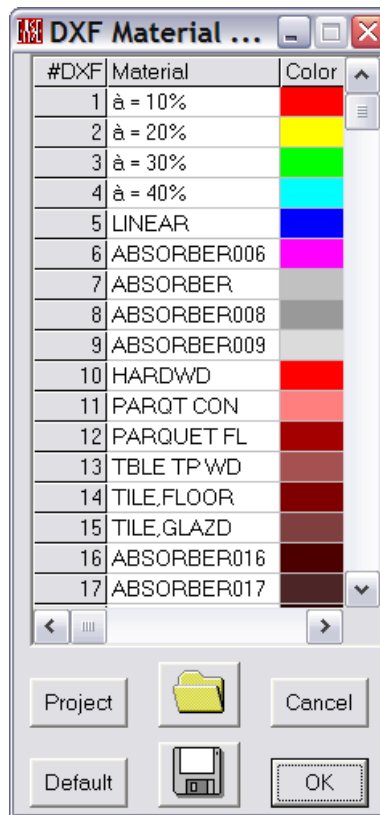 EASE DXF Material ...
#DXF Material Color
1 à = 10%
2 à = 20%
3 à = 30%
4 à = 40%
5 LINEAR
6 ABSORBER006
7 ABSORBER
8 ABSORBER008
9 ABSORBER009
10 HARDWD
11 PARQT CON
12 PARQUET FL
13 TBLE TP WD
14 TILE,FLOOR
15 TILE,GLAZD
16 ABSORBER016
17 ABSORBER017
Project Cancel
Default OK